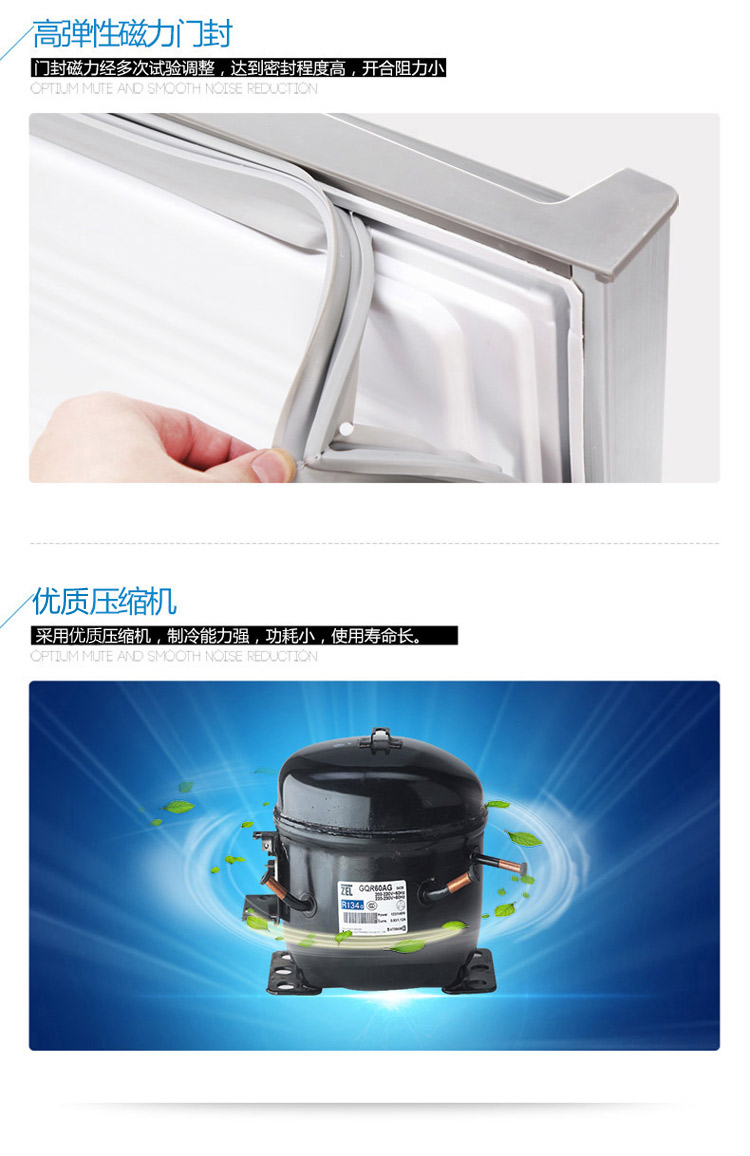 高弹性磁力门封
门封磁力经多次试验调整，达到密封程度高，开合阻力小
OPTIUM MUTE AND SMOOTH NOISE REDUCTION
优质压缩机
采用优质压缩机，制冷能力强，功耗小，使用寿命长。
OPTIUM MUTE AND SMOOTH NOISE REDUCTION
ZEL GQR60AG
R134a